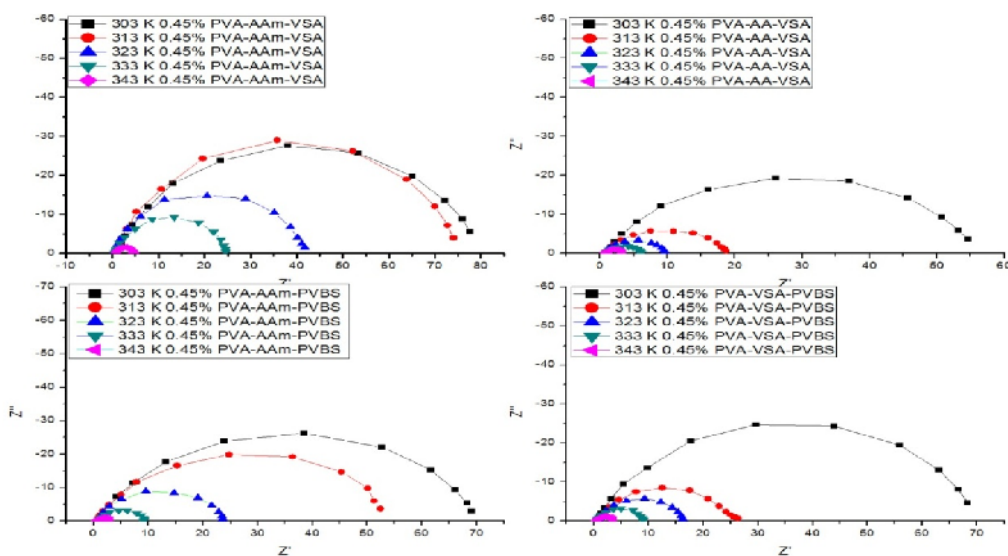 -60
-50
-40
-30
-20
-10
0
303 K 0.45% PVA-AAm-VSA
313 K 0.45% PVA-AAm-VSA
323 K 0.45% PVA-AAm-VSA
333 K 0.45% PVA-AAm-VSA
343 K 0.45% PVA-AAm-VSA
-10 0 10 20 30 40 50 60 70 80 90
Z'
Z"
-60
-50
-40
-30
-20
-10
0
303 K 0.45% PVA-AA-VSA
313 K 0.45% PVA-AA-VSA
323 K 0.45% PVA-AA-VSA
333 K 0.45% PVA-AA-VSA
343 K 0.45% PVA-AA-VSA
0 10 20 30 40 50 60
Z'
Z"
-70
-60
-50
-40
-30
-20
-10
0
303 K 0.45% PVA-AAm-PVBS
313 K 0.45% PVA-AAm-PVBS
323 K 0.45% PVA-AAm-PVBS
333 K 0.45% PVA-AAm-PVBS
343 K 0.45% PVA-AAm-PVBS
0 10 20 30 40 50 60 70 80
Z'
Z"
-60
-50
-40
-30
-20
-10
0
303 K 0.45% PVA-VSA-PVBS
313 K 0.45% PVA-VSA-PVBS
323 K 0.45% PVA-VSA-PVBS
333 K 0.45% PVA-VSA-PVBS
343 K 0.45% PVA-VSA-PVBS
0 10 20 30 40 50 60 70
Z'